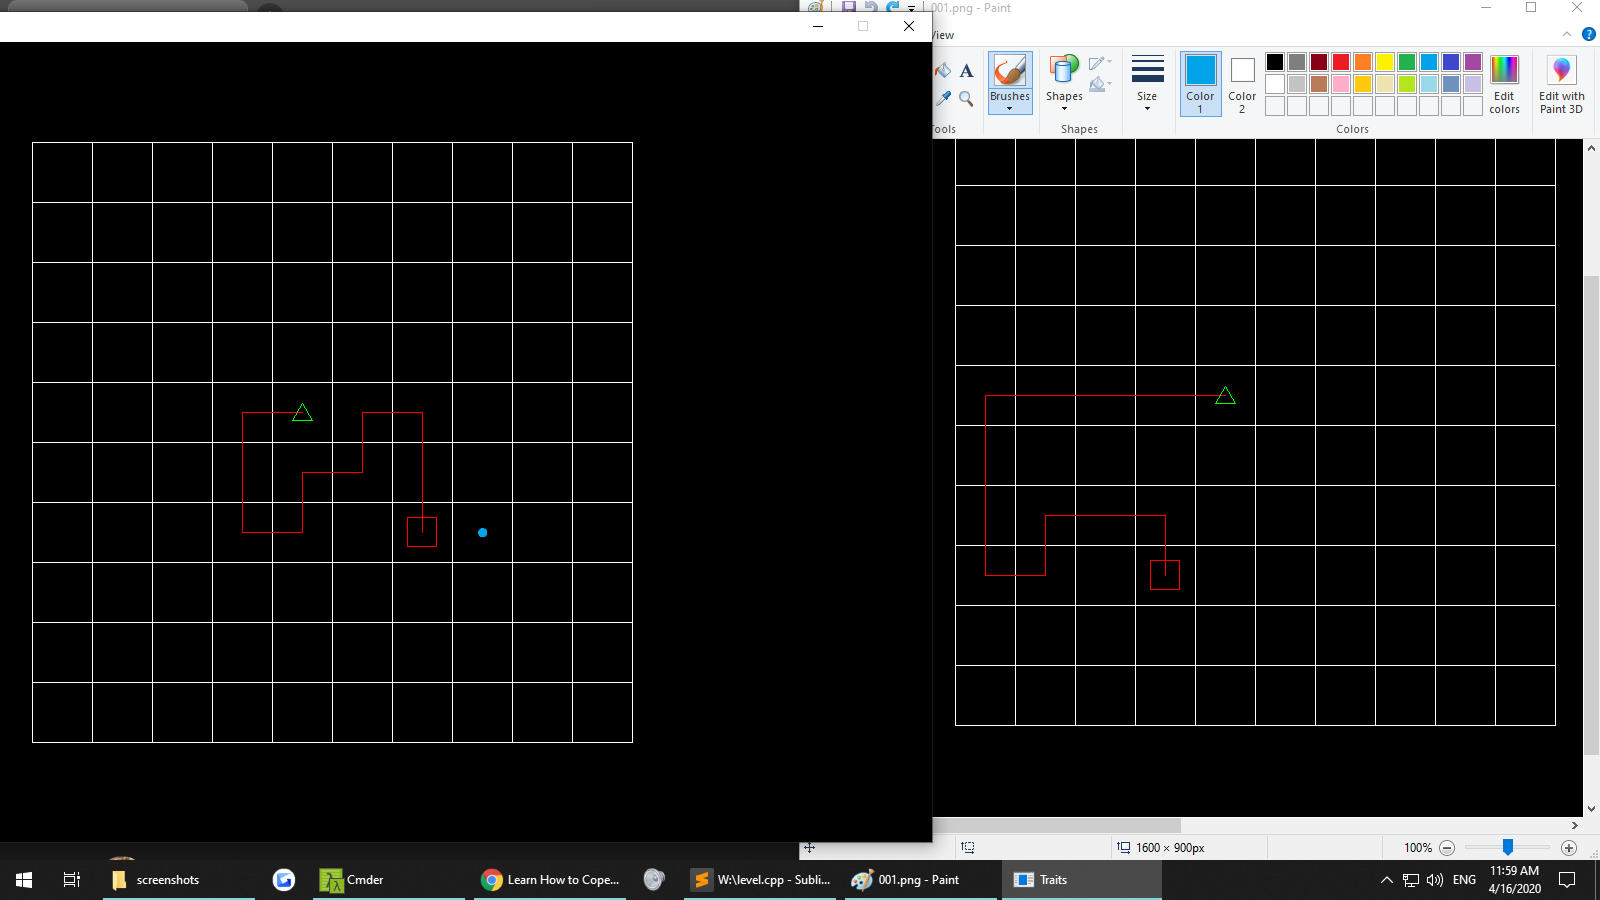 001.png - Paint
View
Tools
Brushes
Shapes
Shapes
Size
Color
1
Color
2
Edit
colors
Colors
Edit with
Paint 3D
1600 × 900px
100%
screenshots
Cmder
Learn How to Cope...
W:\level.cpp - Subli...
001.png - Paint
Traits
ENG
11:59 AM
4/16/2020